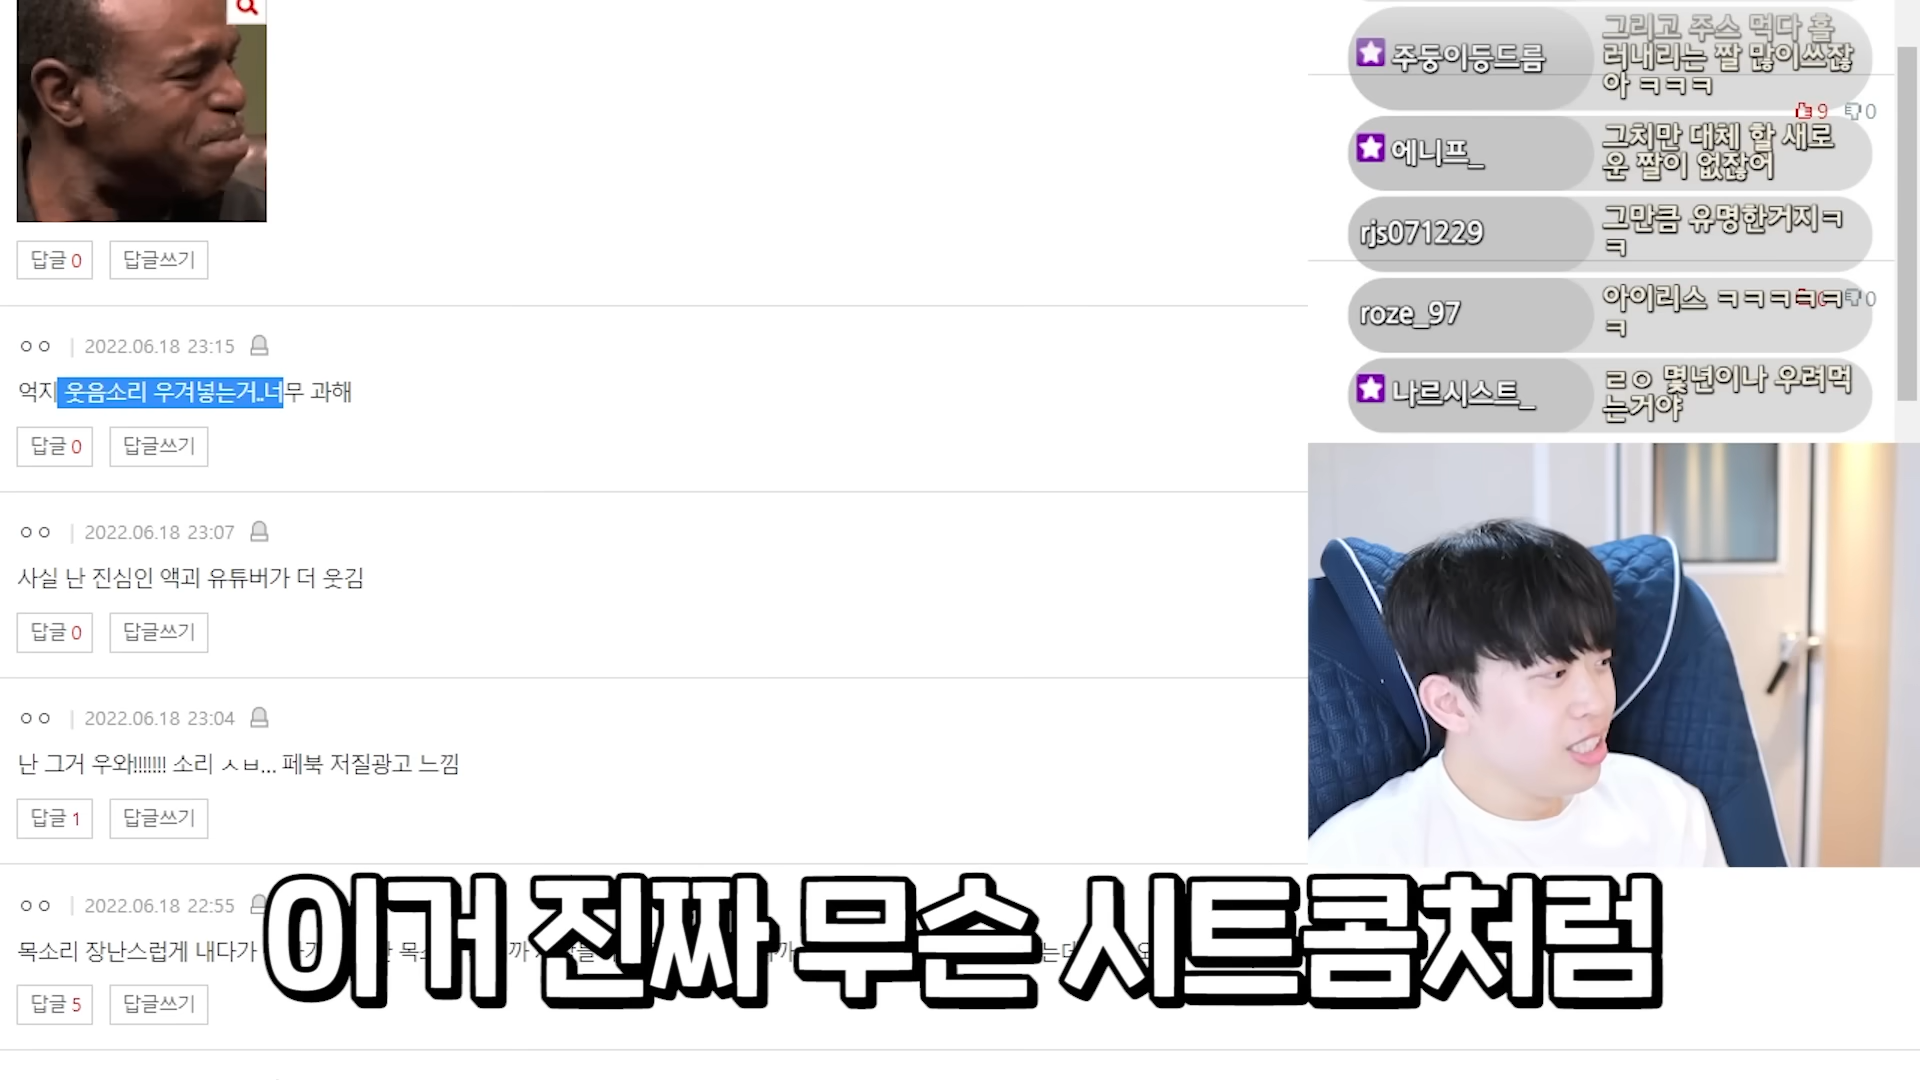 답글 0 답글쓰기
ㅇㅇ | 2022.06.18 23:15
억지 웃음소리 우겨넣는거..너무 과해
답글 0 답글쓰기
ㅇㅇ | 2022.06.18 23:07
사실 난 진심인 액괴 유튜버가 더 웃김
답글 0 답글쓰기
ㅇㅇ | 2022.06.18 23:04
난 그거 우와!!!!!!! 소리 ㅅㅂ... 페북 저질광고 느낌
답글 1 답글쓰기
ㅇㅇ | 2022.06.18 22:55
목소리 장난스럽게 내다가
답글 5 답글쓰기
주둥이등드름
그리고 주스 먹다 흘
러내리는 짤 많이쓰잖
아 ㅋㅋㅋ
9 0
에니프_
그치만 대체 할 새로
운 짤이 없잖어
rjs071229
그만큼 유명한거지ㅋ
ㅋ
roze_97
아이리스 ㅋㅋㅋㅋㅋ
ㅋ
0 0
나르시스트_
ㄹㅇ 몇년이나 우려먹
는거야
이거 진짜 무슨 시트콤처럼